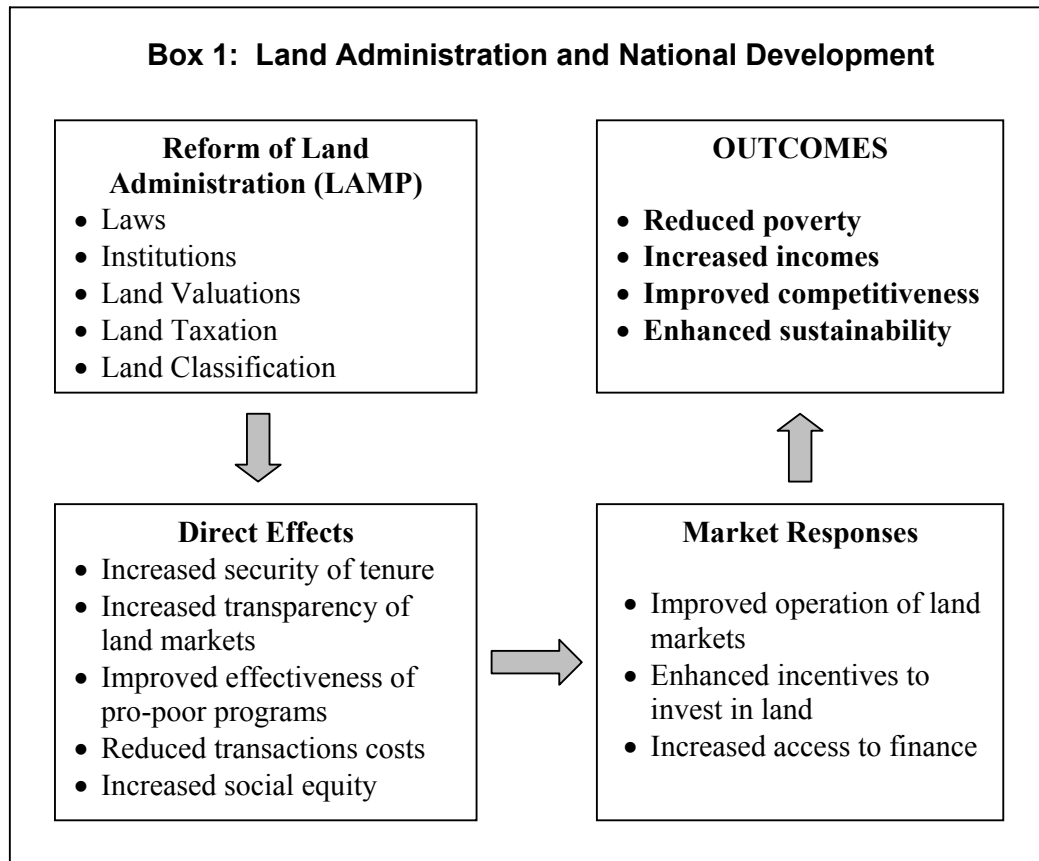 Box 1: Land Administration and National Development
Reform of Land
Administration (LAMP)
• Laws
• Institutions
• Land Valuations
• Land Taxation
• Land Classification
Direct Effects
• Increased security of tenure
• Increased transparency of
land markets
• Improved effectiveness of
pro-poor programs
• Reduced transactions costs
• Increased social equity
Market Responses
• Improved operation of land
markets
• Enhanced incentives to
invest in land
• Increased access to finance
OUTCOMES
• Reduced poverty
• Increased incomes
• Improved competitiveness
• Enhanced sustainability